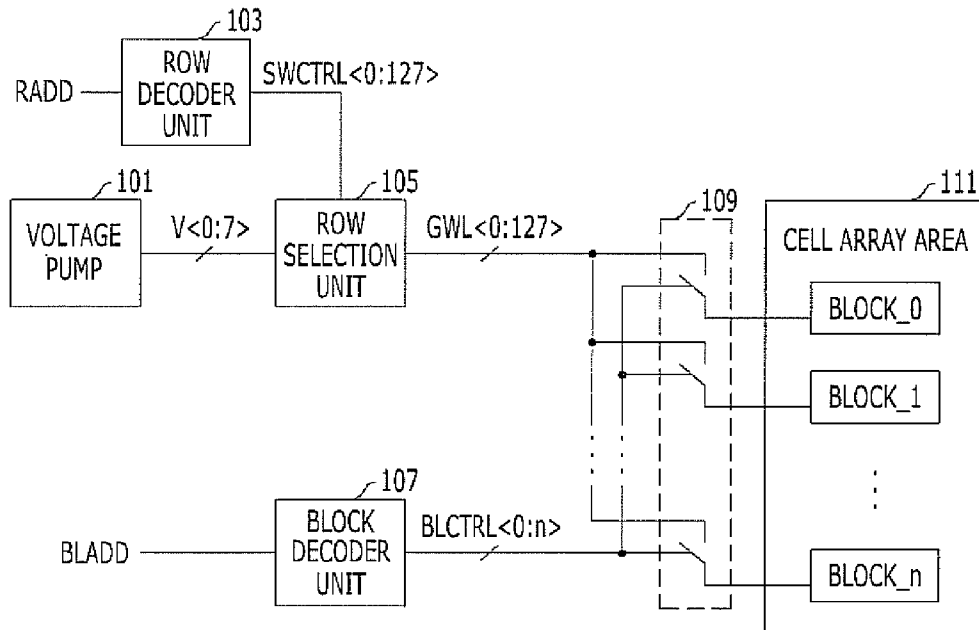 103
ROW
DECODER
UNIT
RADD
SWCTRL<0:127>
101
VOLTAGE
PUMP
V<0:7>
105
ROW
SELECTION
UNIT
GWL<0:127>
109
111
CELL ARRAY AREA
BLOCK_0
BLOCK_1
107
BLOCK
DECODER
UNIT
BLADD
BLCTRL<0:n>
BLOCK_n